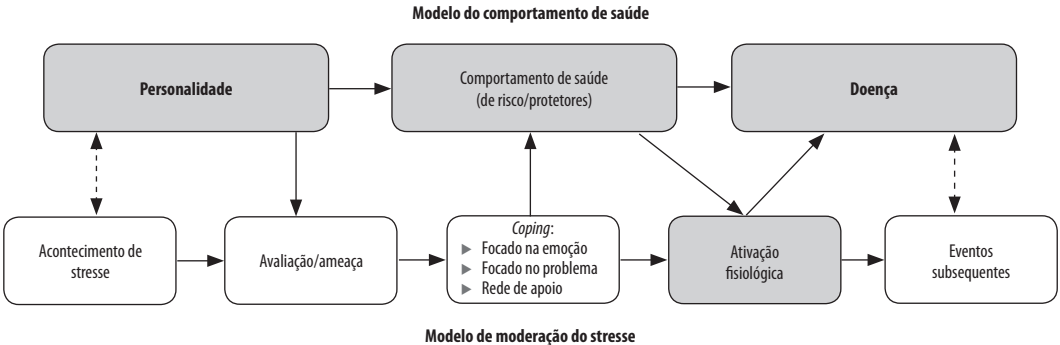 Modelo do comportamento de saúde
Personalidade
Comportamento de saúde
(de risco/protetores)
Doença
Acontecimento de
stresse
Avaliação/ameaça
Coping:
► Focado na emoção
► Focado no problema
► Rede de apoio
Ativação
fisiológica
Eventos
subsequentes
Modelo de moderação do stresse